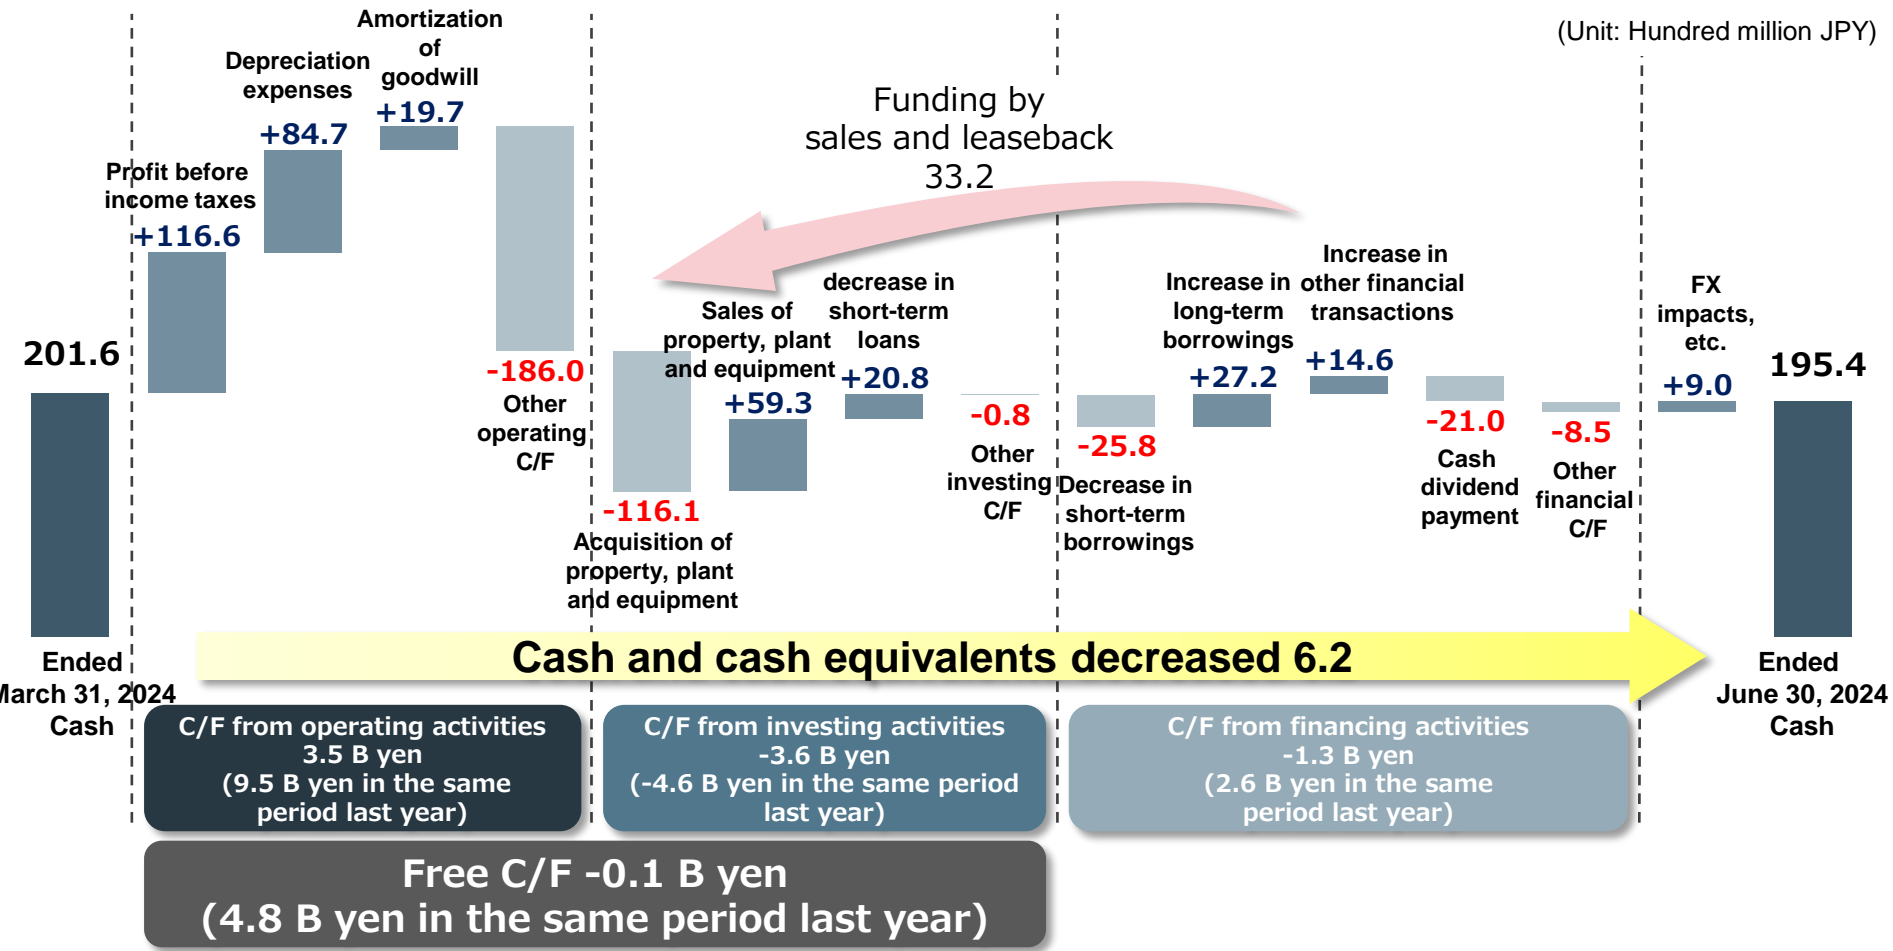 (Unit: Hundred million JPY)
201.6
Ended
March 31, 2024
Cash
Profit before
income taxes
+116.6
Depreciation
expenses
+84.7
Amortization
of
goodwill
+19.7
-186.0
Other
operating
C/F
-116.1
Acquisition of
property, plant
and equipment
Sales of
property, plant
and equipment
+59.3
decrease in
short-term
loans
+20.8
-0.8
Other
investing
C/F
Funding by
sales and leaseback
33.2
-25.8
Decrease in
short-term
borrowings
Increase in
long-term
borrowings
+27.2
Increase in
other financial
transactions
+14.6
-21.0
Cash
dividend
payment
-8.5
Other
financial
C/F
FX
impacts,
etc.
+9.0
195.4
Ended
June 30, 2024
Cash
Cash and cash equivalents decreased 6.2
C/F from operating activities
3.5 B yen
(9.5 B yen in the same
period last year)
C/F from investing activities
-3.6 B yen
(-4.6 B yen in the same period
last year)
C/F from financing activities
-1.3 B yen
(2.6 B yen in the same
period last year)
Free C/F -0.1 B yen
(4.8 B yen in the same period last year)